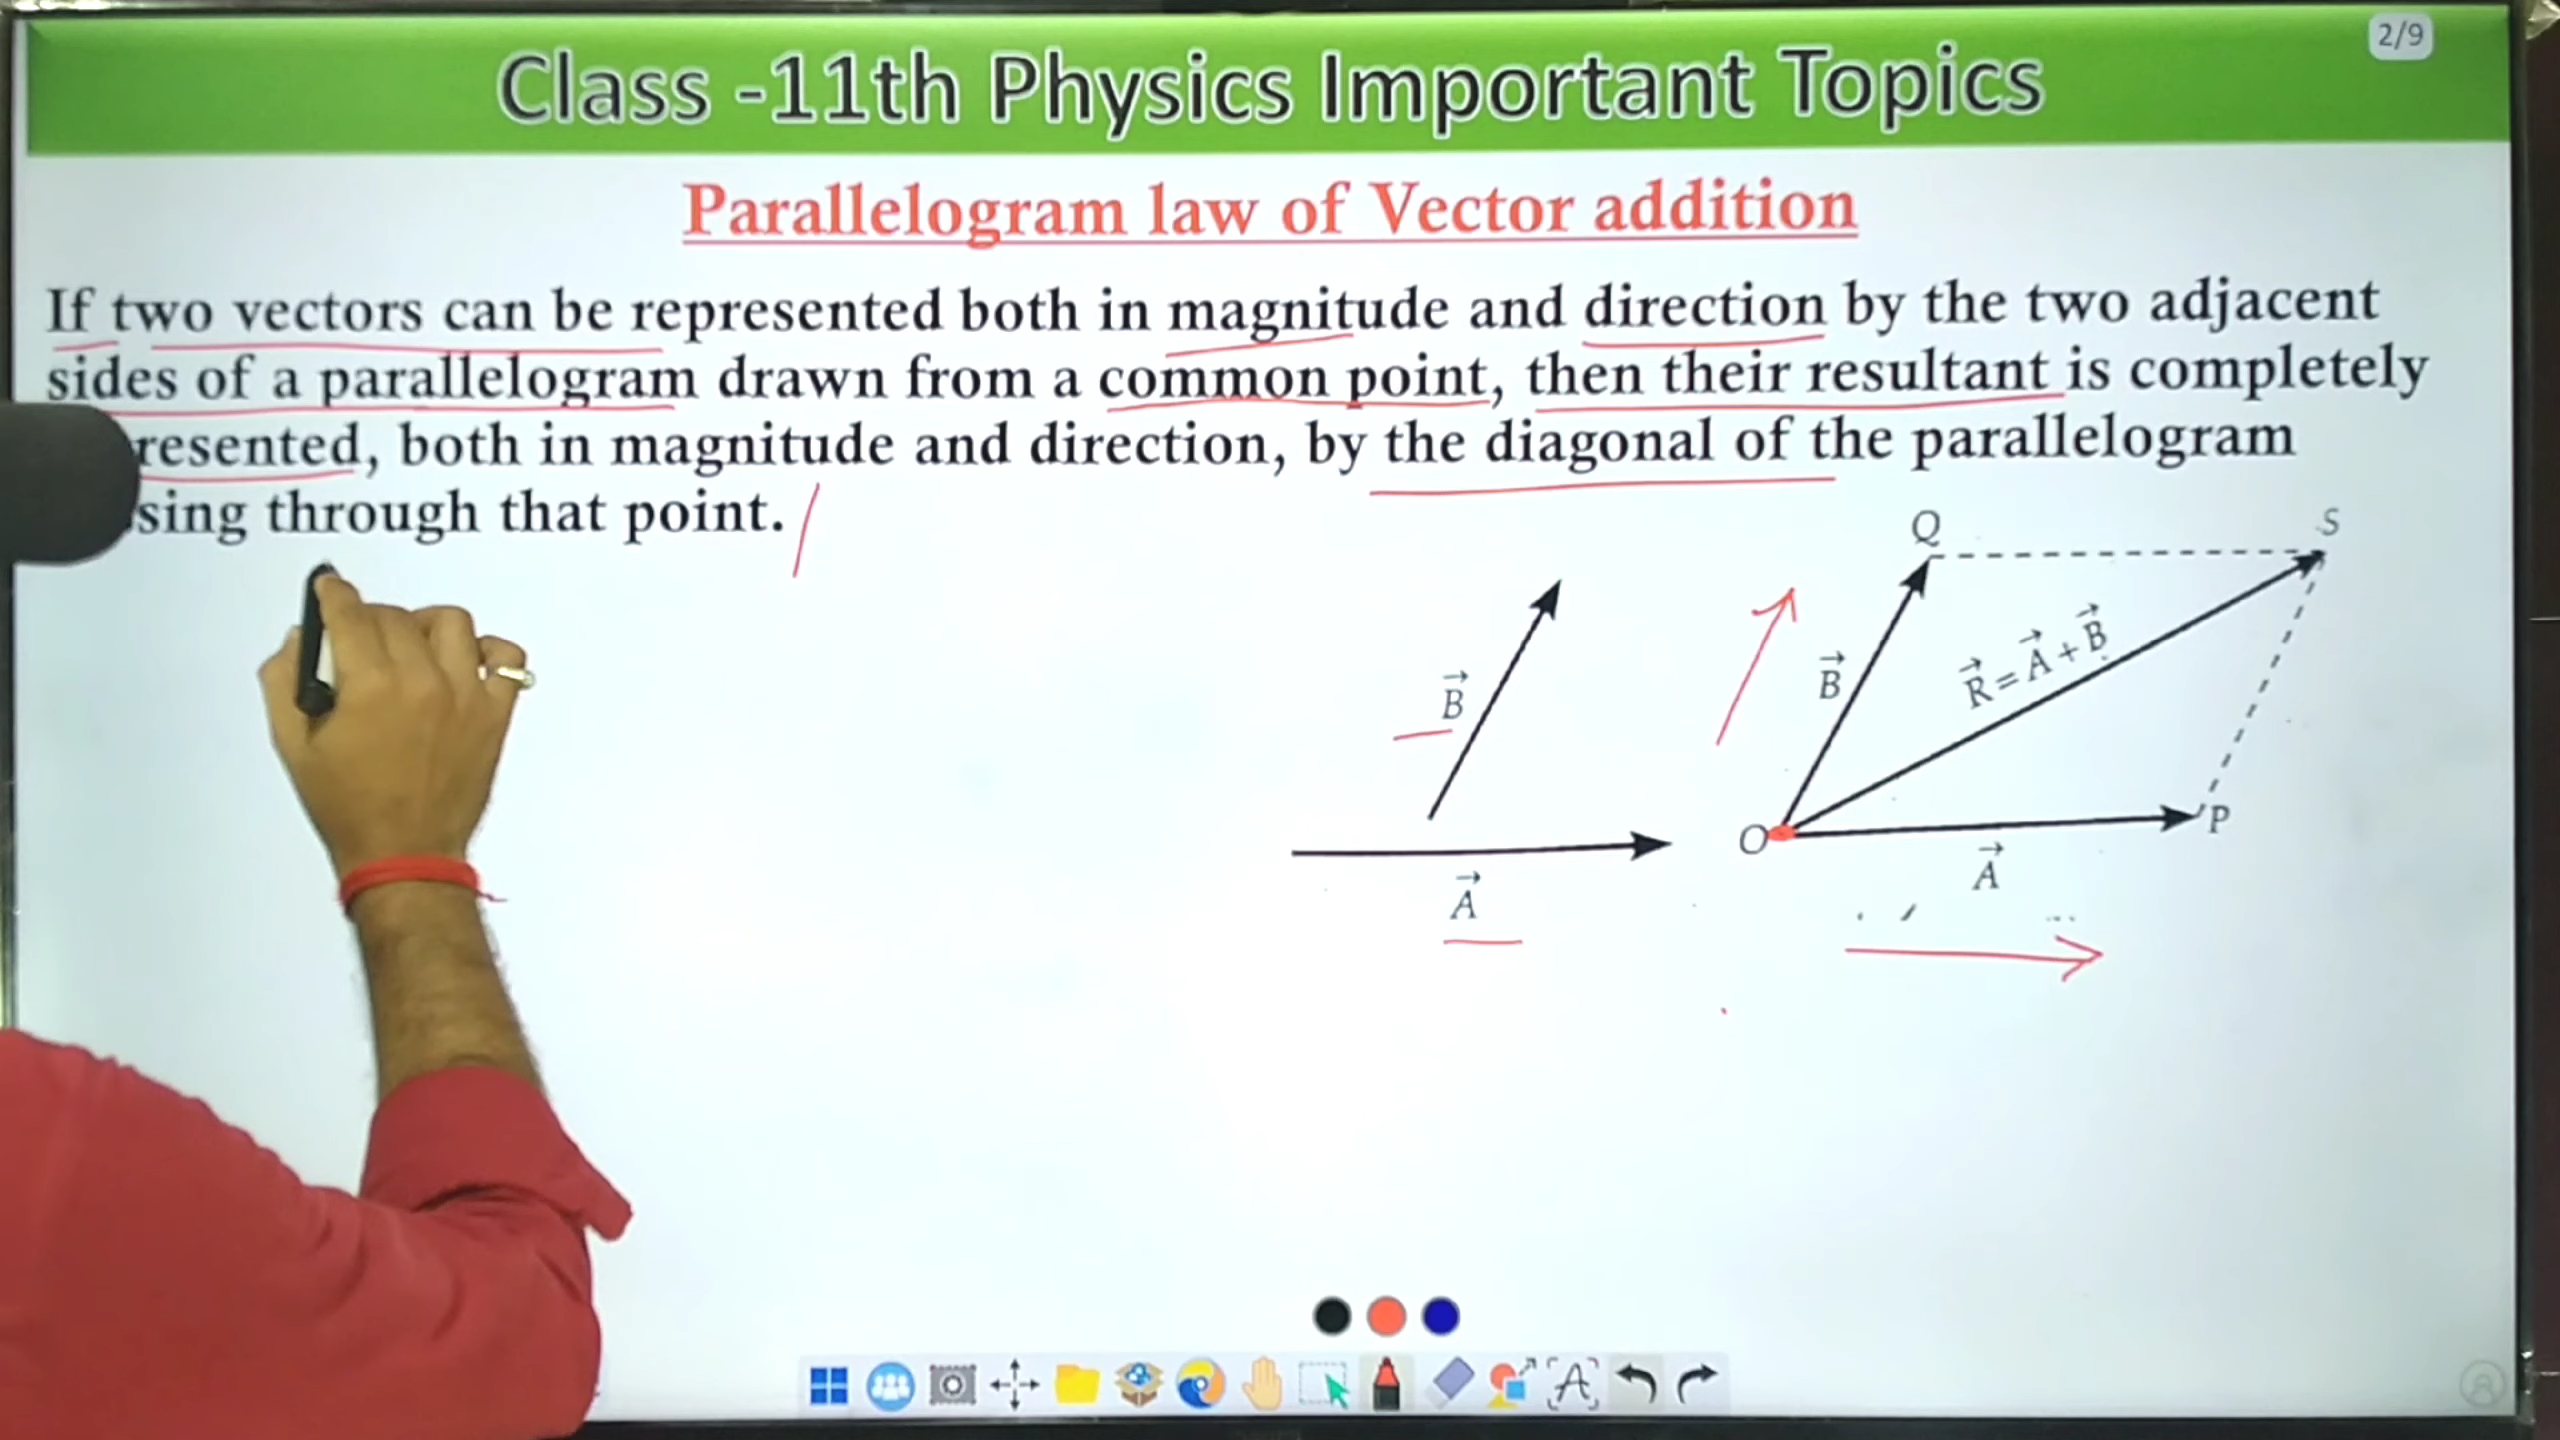 2/9
Class -11th Physics Important Topics
Parallelogram law of Vector addition
If two vectors can be represented both in magnitude and direction by the two adjacent
sides of a parallelogram drawn from a common point, then their resultant is completely
resented, both in magnitude and direction, by the diagonal of the parallelogram
sing through that point.
Q
S
B⃗
B⃗
R⃗ = A⃗ + B⃗
O
P
A⃗
A⃗